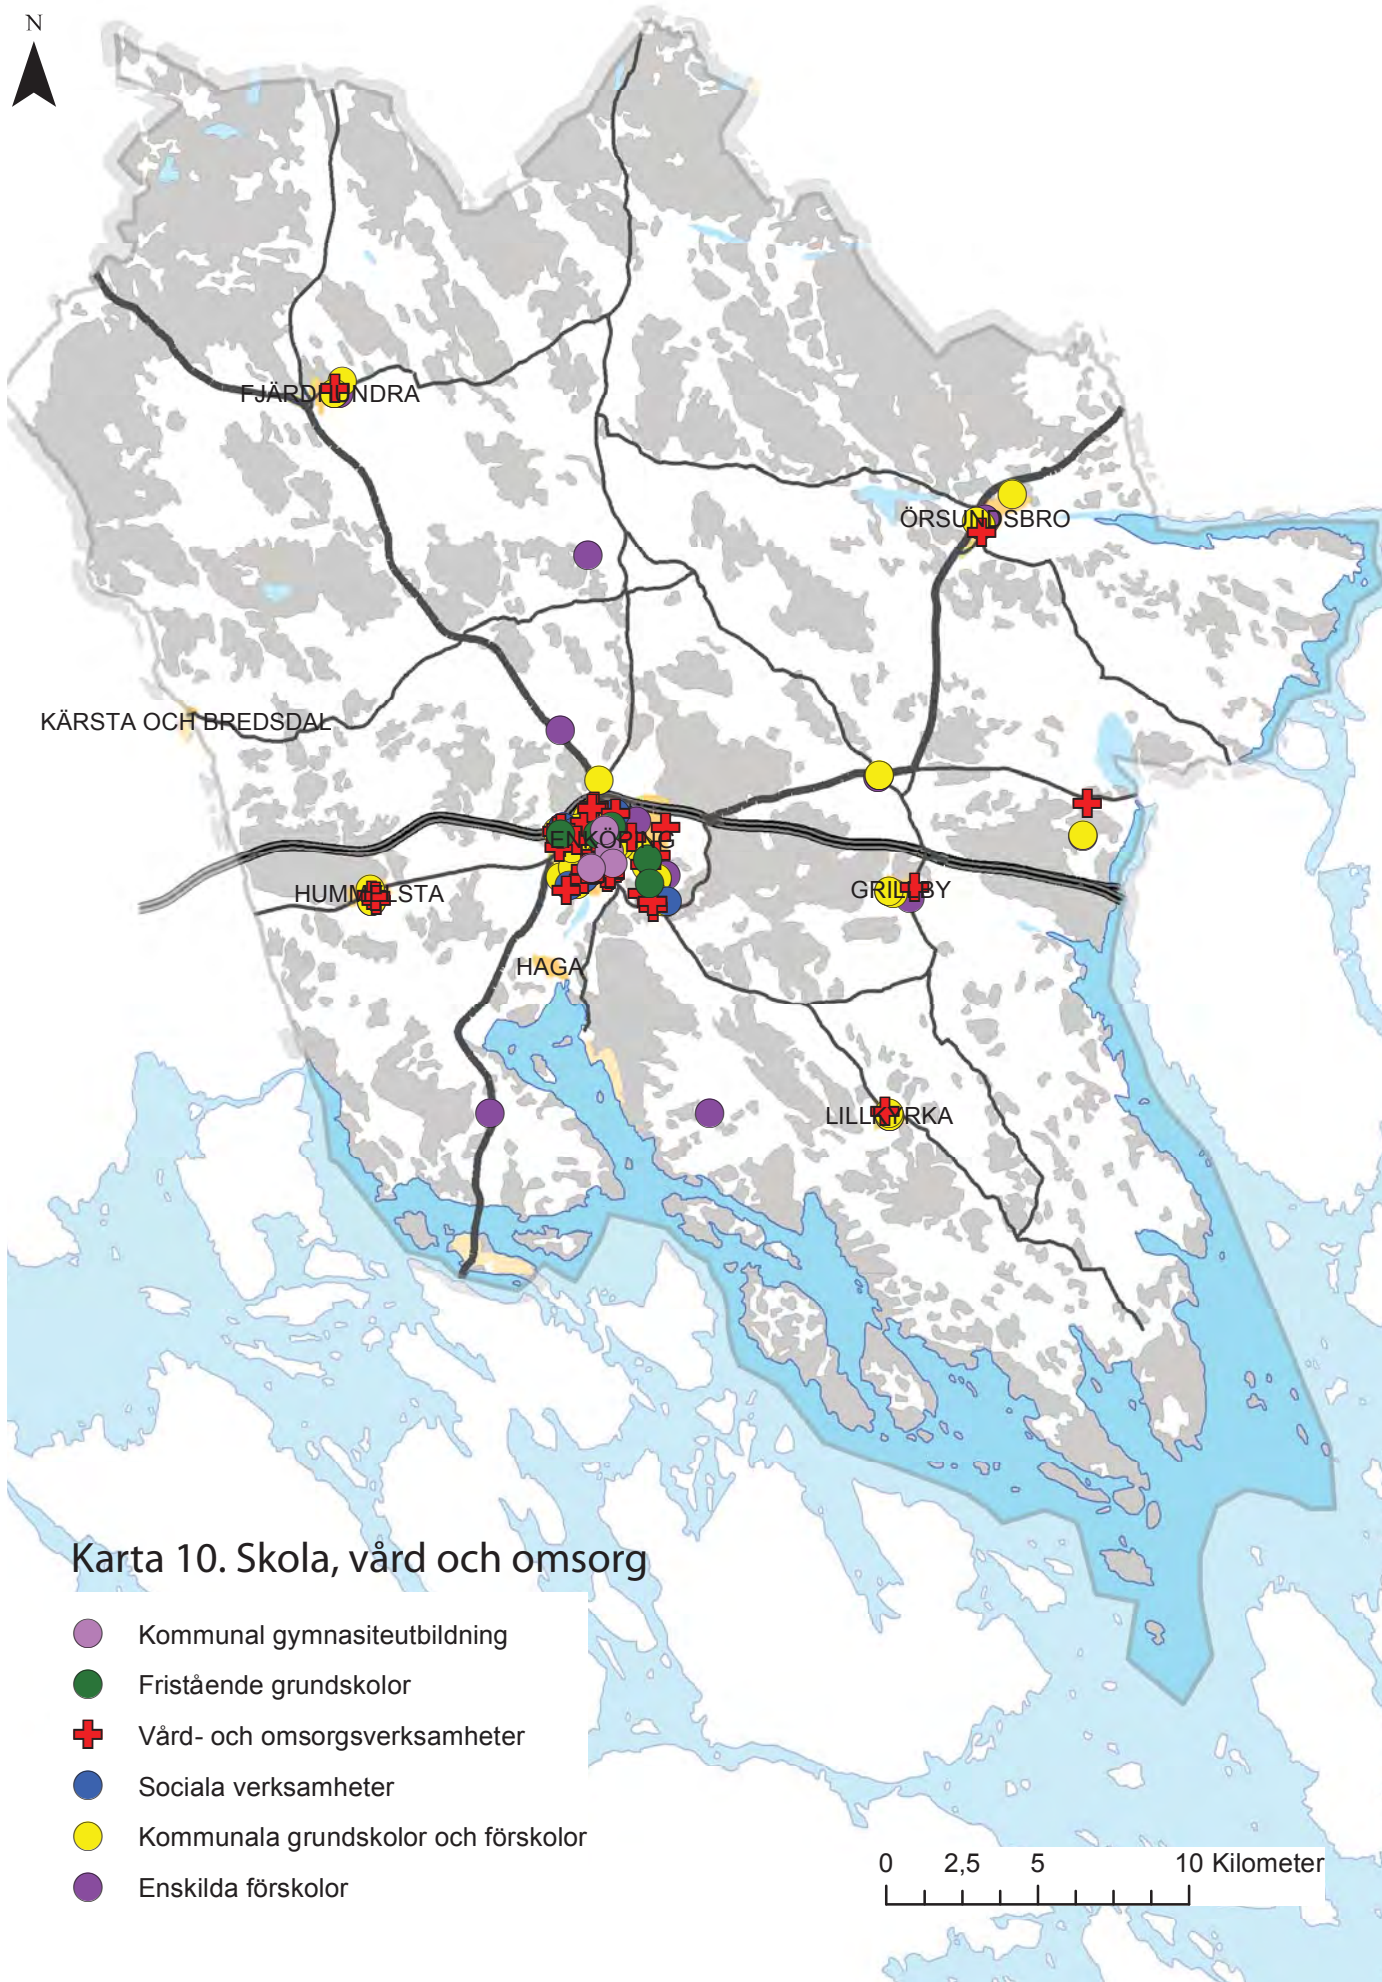 N
FJÄRDHUNDRA
ÖRSUNDSBRO
KÄRSTA OCH BREDSDAL
ENKÖPING
HUMMELSTA
GRILLBY
HAGA
LILLKYRKA
Karta 10. Skola, vård och omsorg
Kommunal gymnasiteutbildning
Fristående grundskolor
Vård- och omsorgsverksamheter
Sociala verksamheter
Kommunala grundskolor och förskolor
Enskilda förskolor
0 2,5 5 10 Kilometer